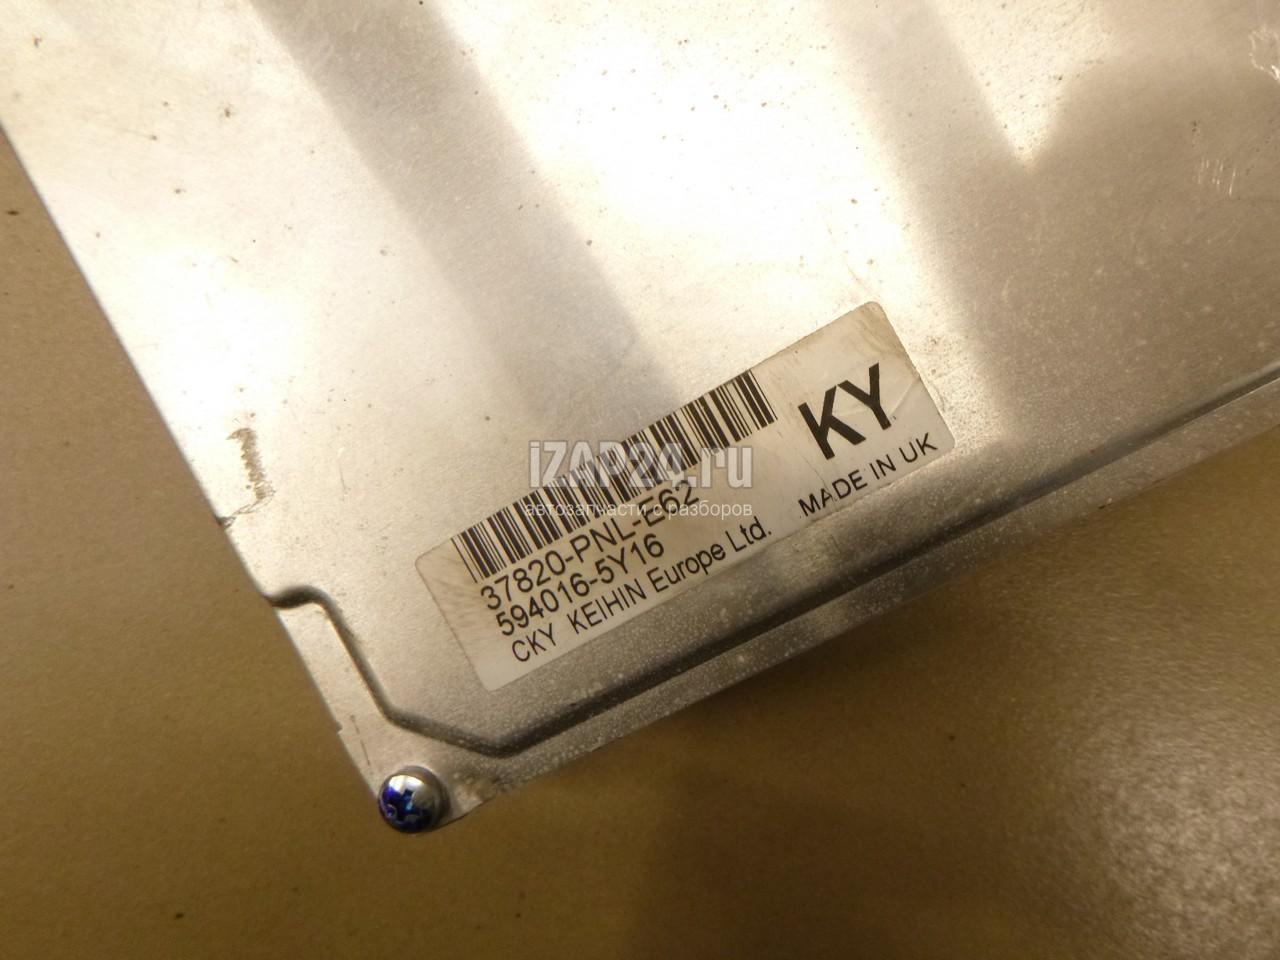 KY
MADE IN UK
37820-PNL-E62
594016-5Y16
CKY KEIHIN Europe Ltd.
iZAP24.ru
автозапчасти с разборов